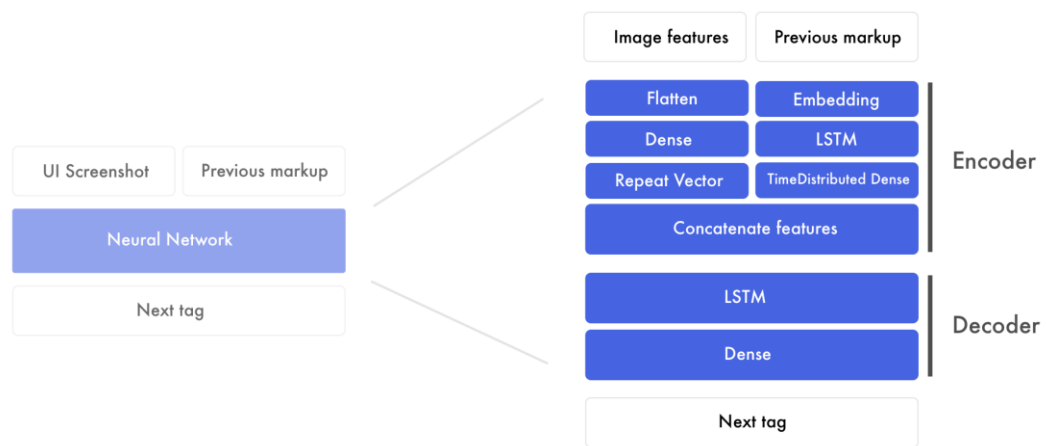 UI Screenshot
Previous markup
Neural Network
Next tag
Image features
Previous markup
Flatten
Embedding
Dense
LSTM
Repeat Vector
TimeDistributed Dense
Concatenate features
Encoder
LSTM
Dense
Decoder
Next tag